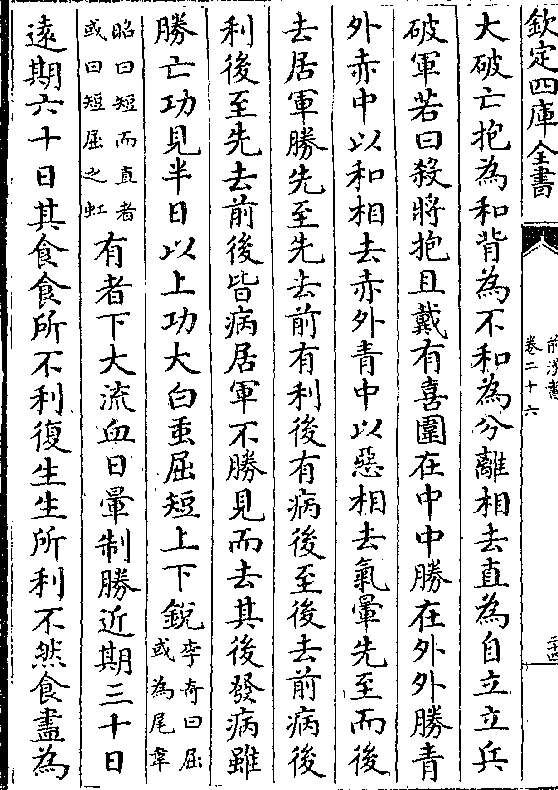 欽定四庫全書
前漢書
卷二十六
大破亡抱為和背為不和為分離相去直為自立立兵
破軍若曰殺將抱且戴有喜圍在中中勝在外外勝青
外赤中以和相去赤外青中以惡相去氣暈先至而後
去居軍勝先至先去前有利後有病後至後去前病後
利後至先去前後皆病居軍不勝見而去其後發病雖
勝亡功見半日以上功大白䖝屈短上下銳
李奇曰屈
或為尾韋
昭曰短而直者
或曰短屈之虹
有者下大流血日暈制勝近期三十日
遠期六十日其食食所不利復生生所利不然食盡為